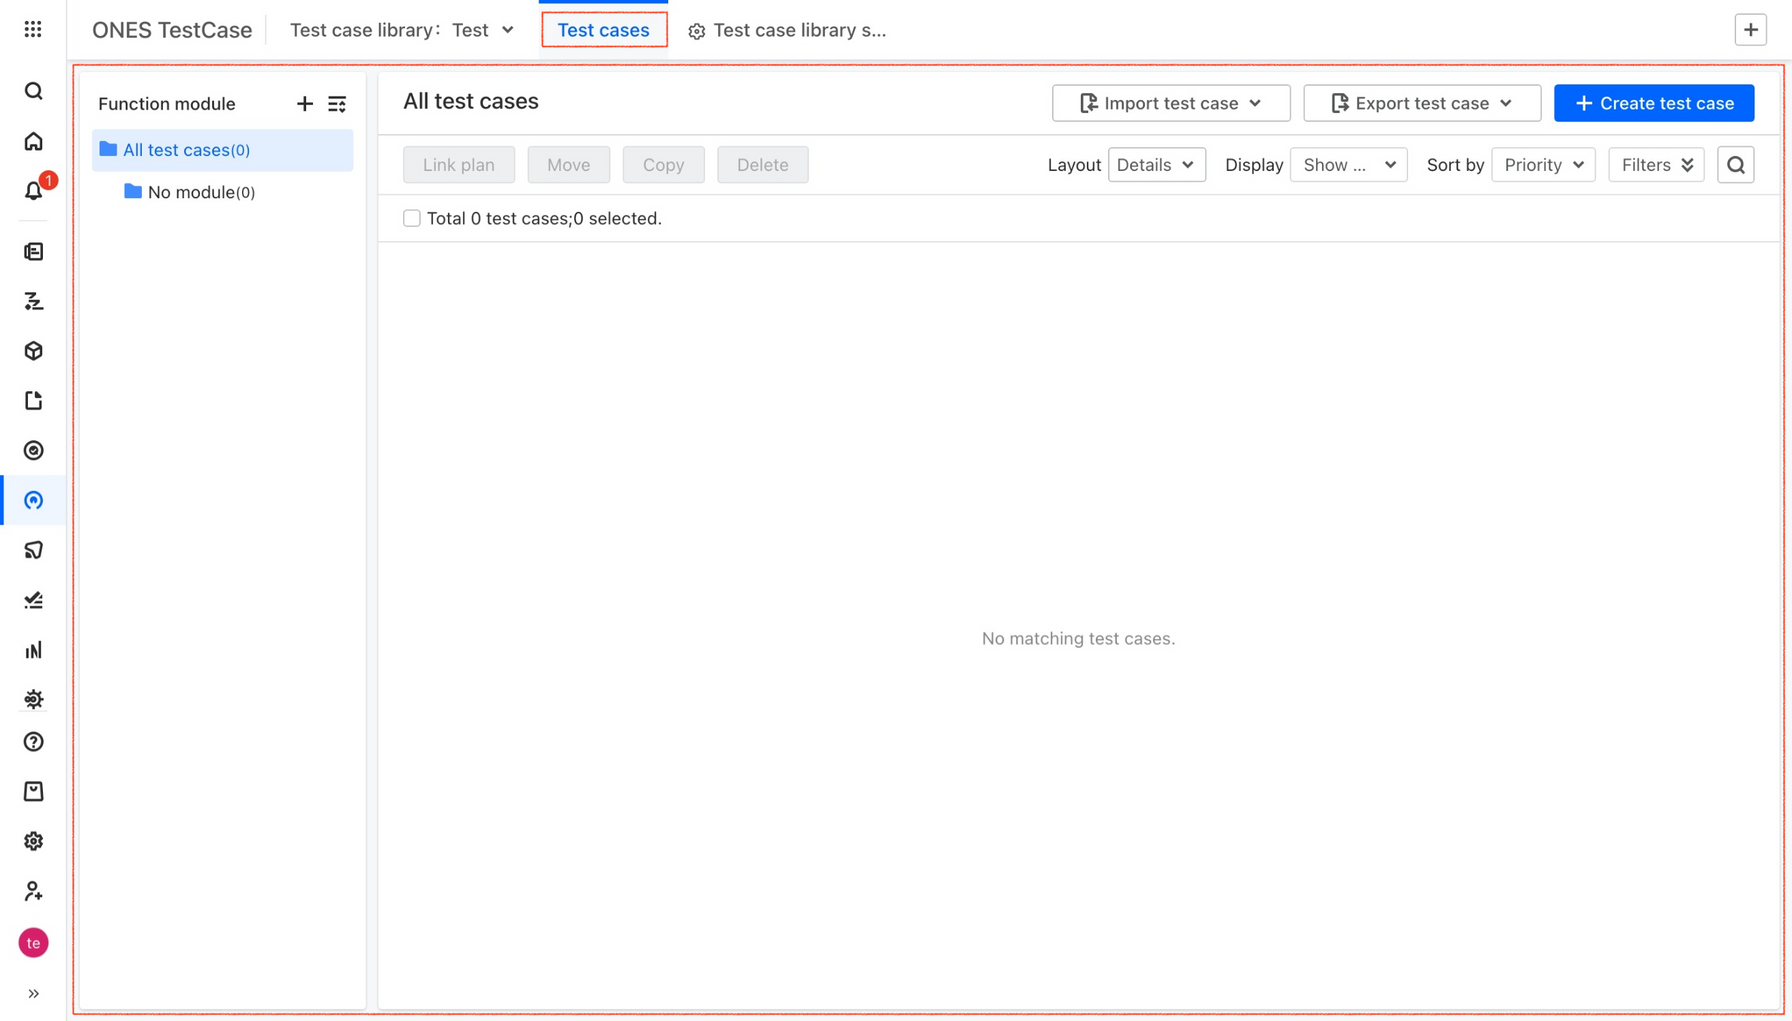 ONES TestCase
Test case library: Test
Test cases
Test case library s...
1
Function module
All test cases(0)
No module(0)
All test cases
Import test case
Export test case
Create test case
Link plan
Move
Copy
Delete
Layout
Details
Display
Show ...
Sort by
Priority
Filters
Total 0 test cases;0 selected.
No matching test cases.
te